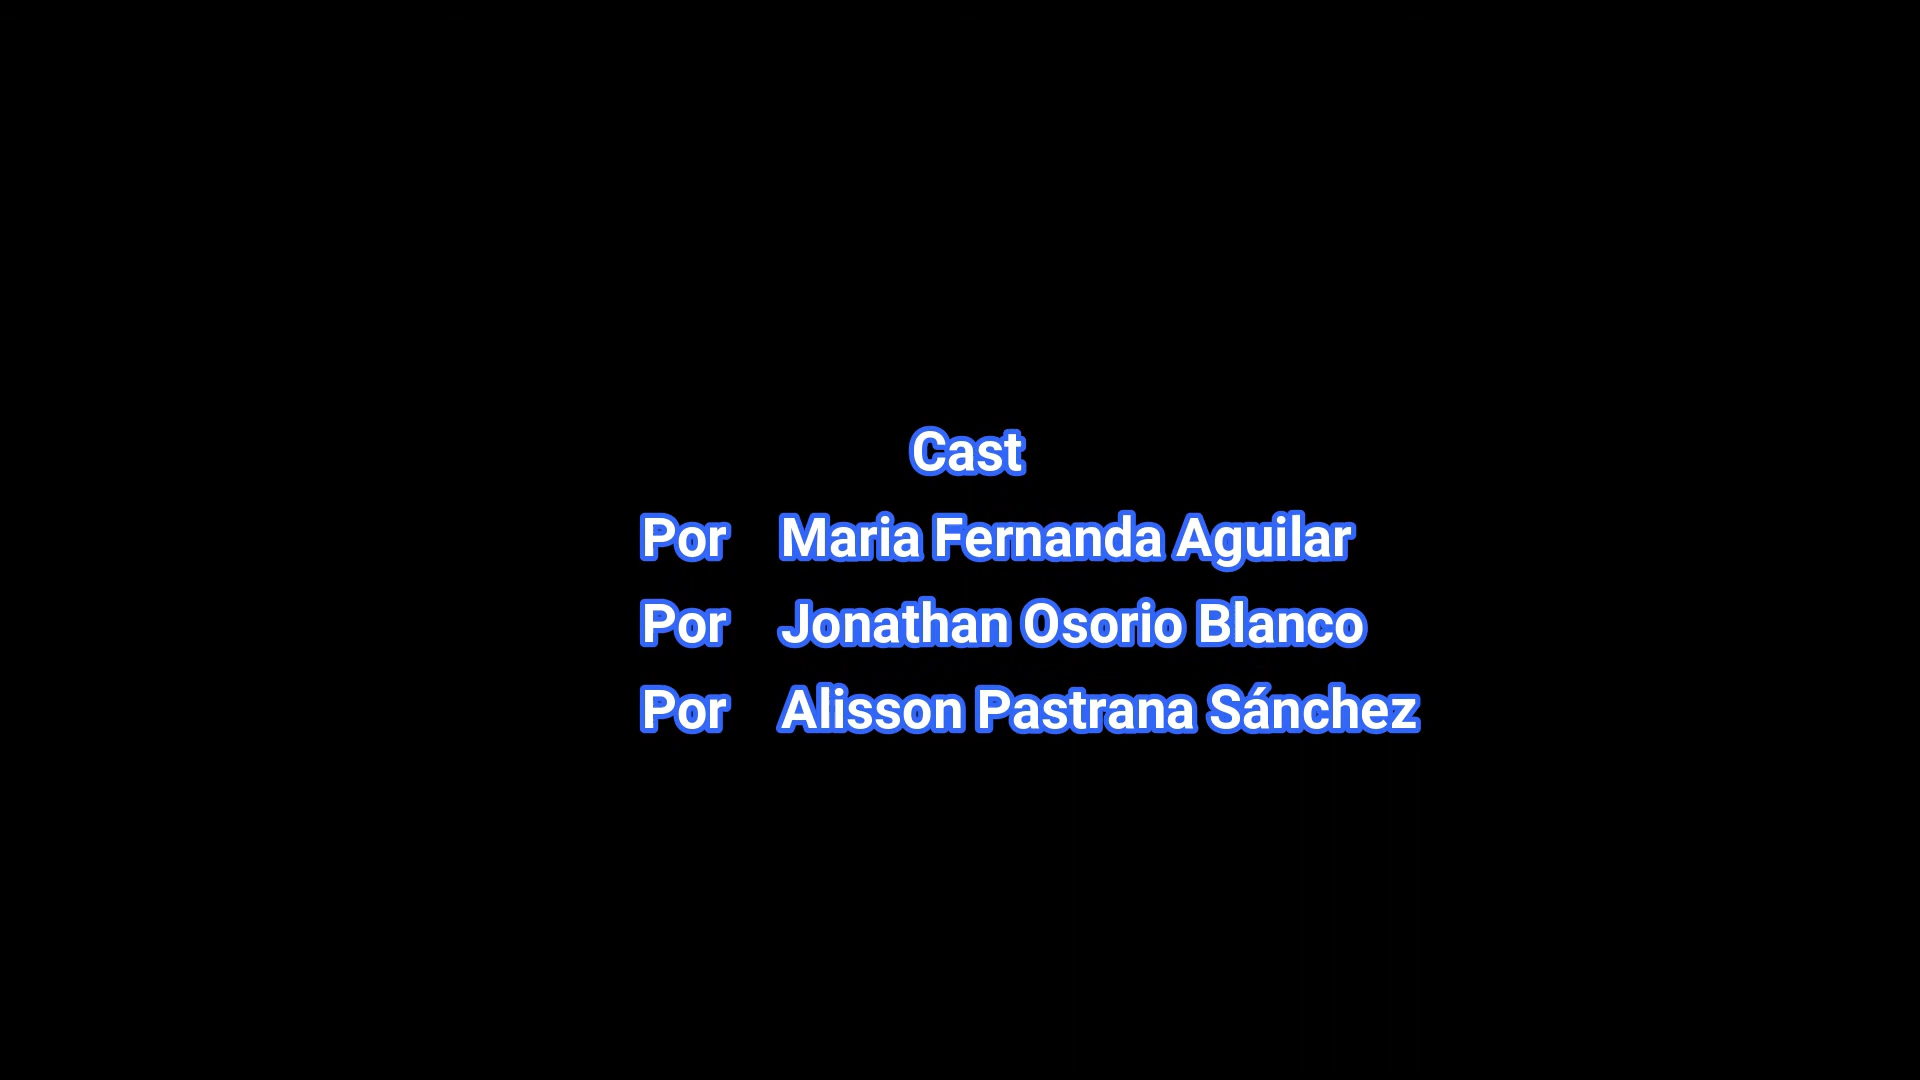 Cast
Por Maria Fernanda Aguilar
Por Jonathan Osorio Blanco
Por Alisson Pastrana Sánchez